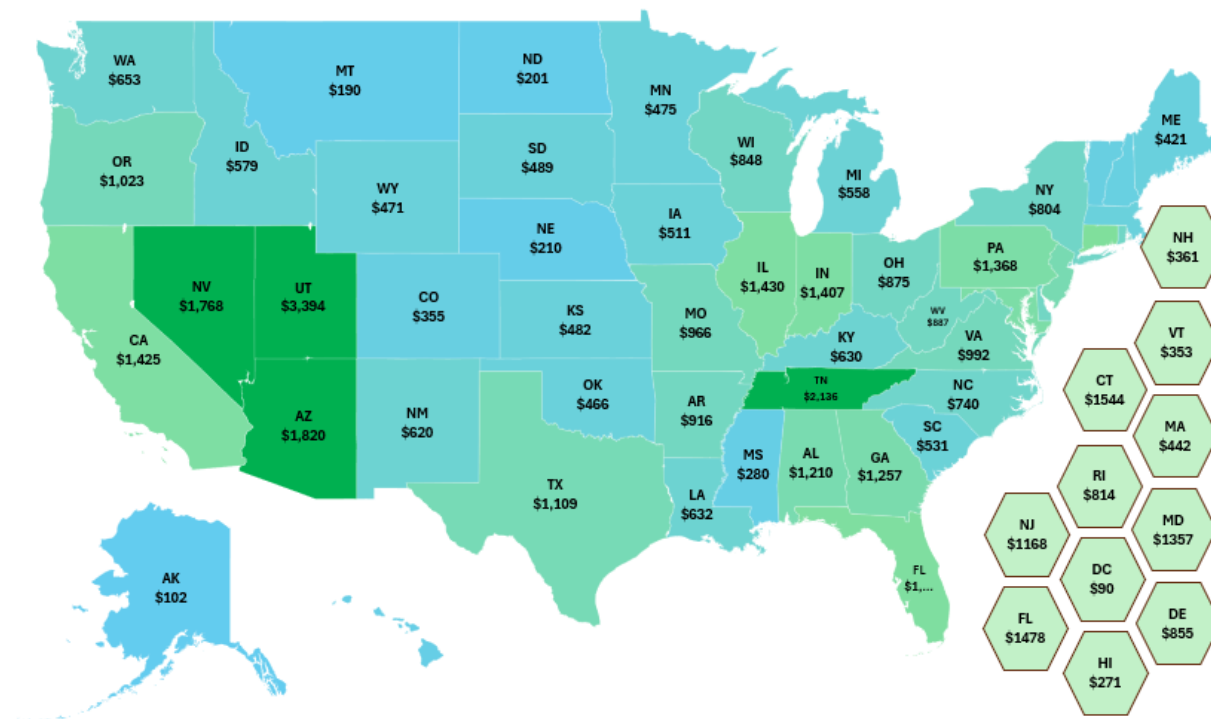 WA
$653
MT
$190
ND
$201
MN
$475
ME
$421
OR
$1,023
ID
$579
SD
$489
WI
$848
MI
$558
WY
$471
NY
$804
IA
$511
NE
$210
PA
$1,368
NH
$361
NV
$1,768
UT
$3,394
CO
$355
IL
$1,430
IN
$1,407
OH
$875
KS
$482
MO
$966
WV
$887
VA
$992
VT
$353
CA
$1,425
KY
$630
CT
$1544
TN
$2,136
NC
$740
OK
$466
AR
$916
AZ
$1,820
NM
$620
SC
$531
MA
$442
MS
$280
AL
$1,210
GA
$1,257
RI
$814
TX
$1,109
LA
$632
NJ
$1168
MD
$1357
AK
$102
FL
$1,...
DC
$90
FL
$1478
DE
$855
HI
$271